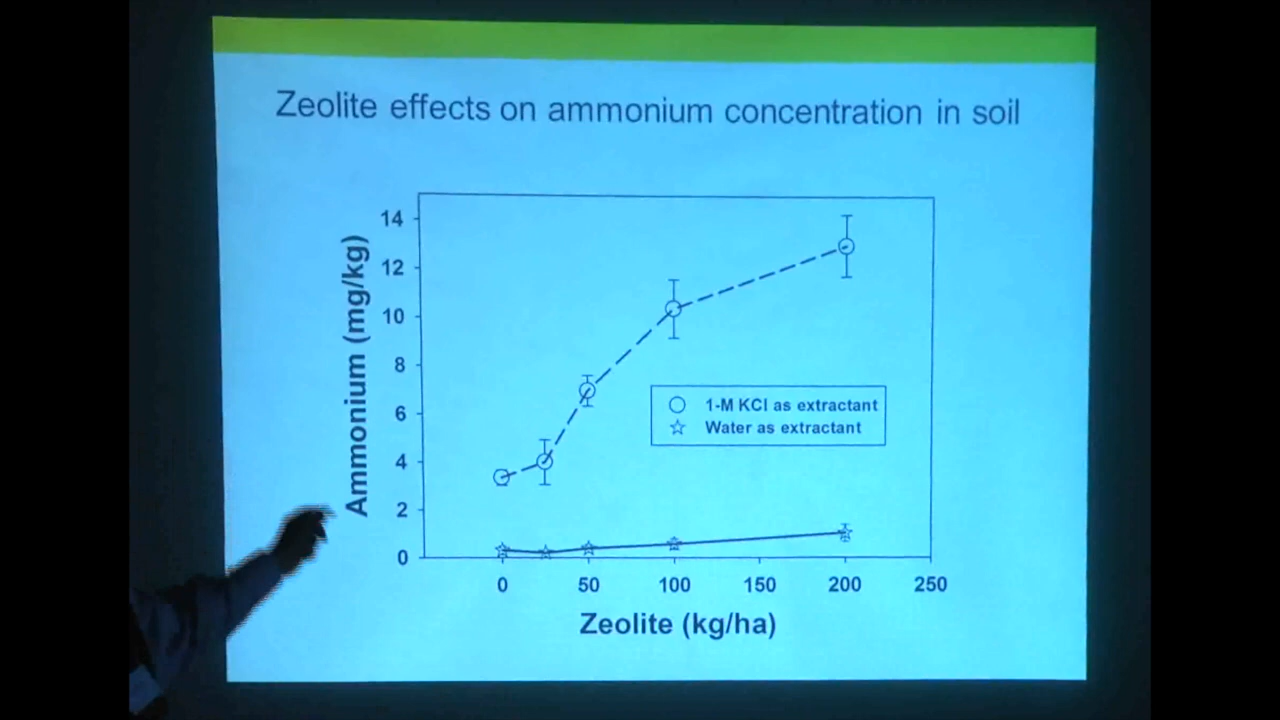 Zeolite effects on ammonium concentration in soil
Ammonium (mg/kg)
14
12
10
8
6
4
2
0
1-M KCl as extractant
Water as extractant
0 50 100 150 200 250
Zeolite (kg/ha)